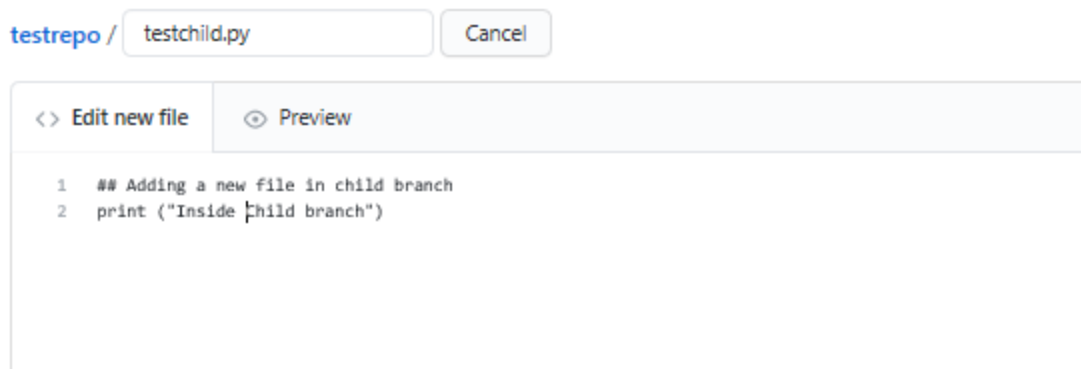 testrepo / testchild.py Cancel
<> Edit new file Preview
1 ## Adding a new file in child branch
2 print ("Inside Child branch")